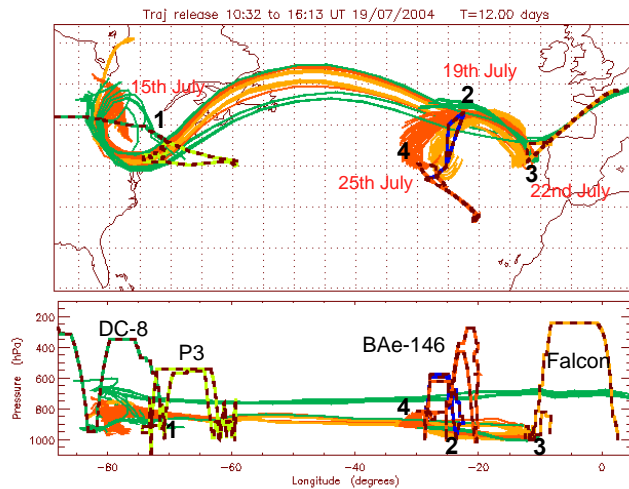 Traj release 10:32 to 16:13 UT 19/07/2004 T=12.00 days
15th July
19th July
1
2
3
4
25th July
22nd July
Pressure (hPa)
200
400
600
800
1000
DC-8
P3
BAe-146
Falcon
4
1
2
3
-80
-60
-40
-20
0
Longitude (degrees)